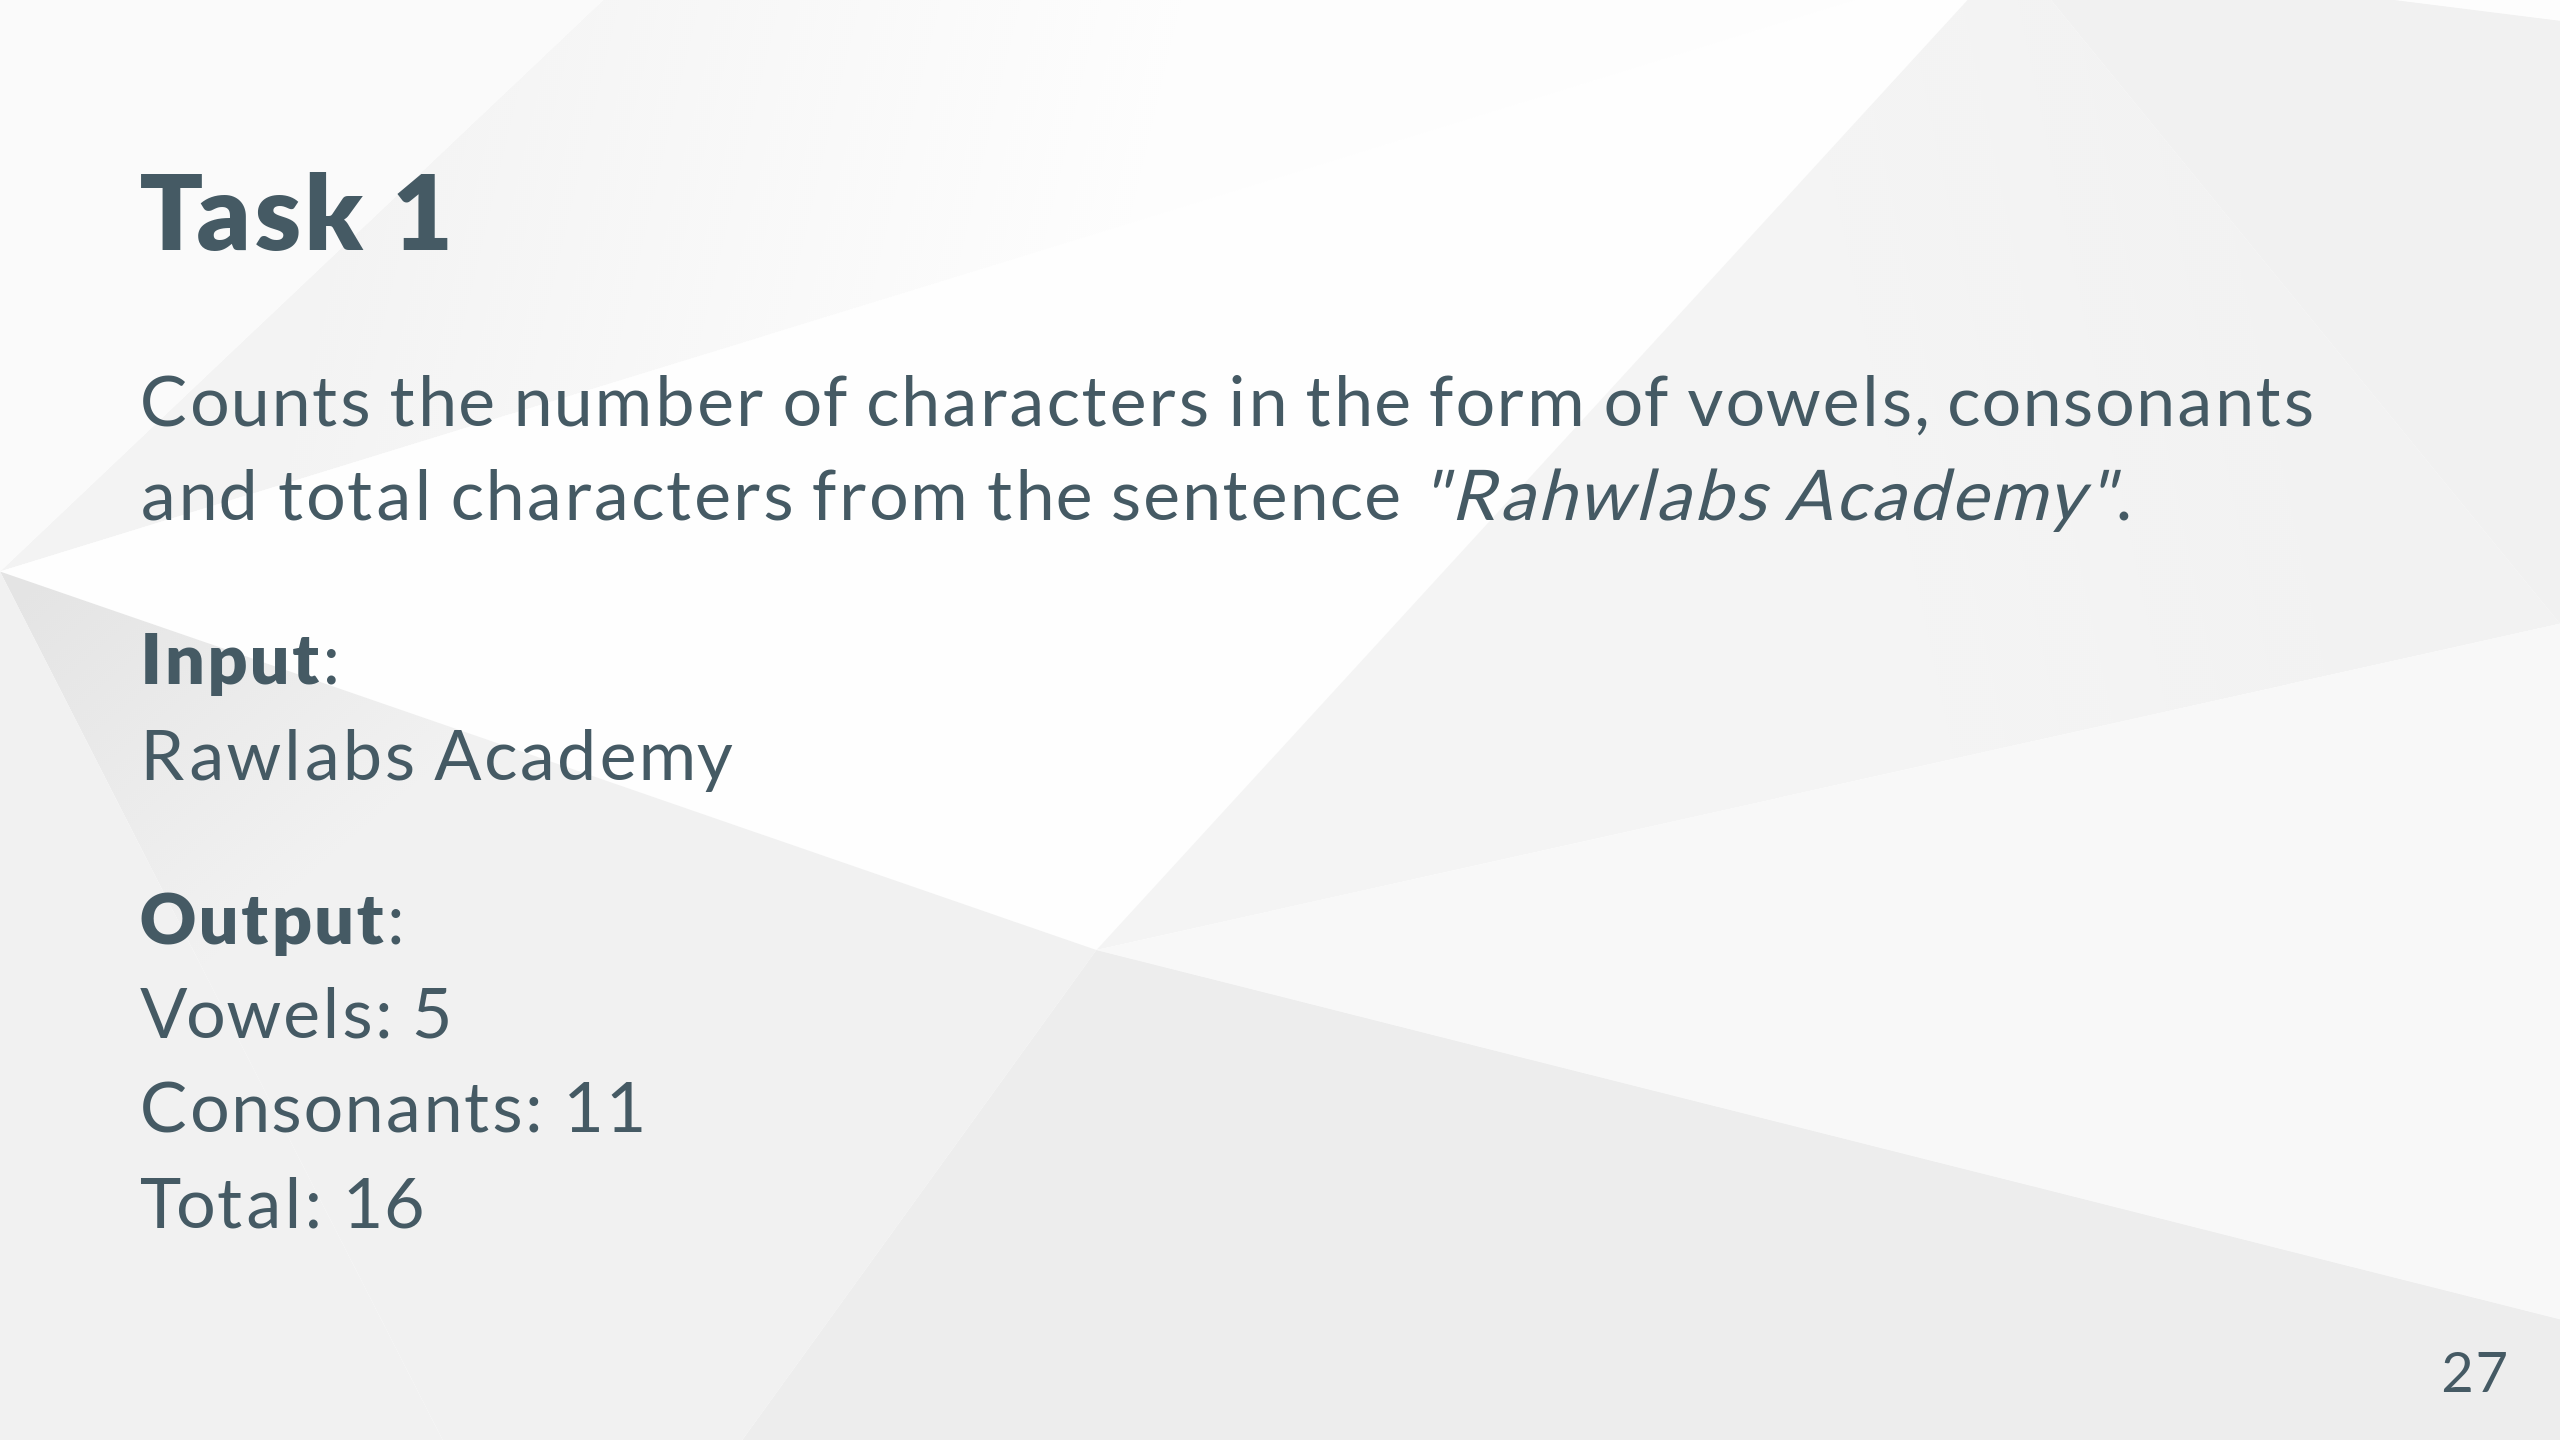 Task 1
Counts the number of characters in the form of vowels, consonants
and total characters from the sentence "Rahwlabs Academy".
Input:
Rawlabs Academy
Output:
Vowels: 5
Consonants: 11
Total: 16
27